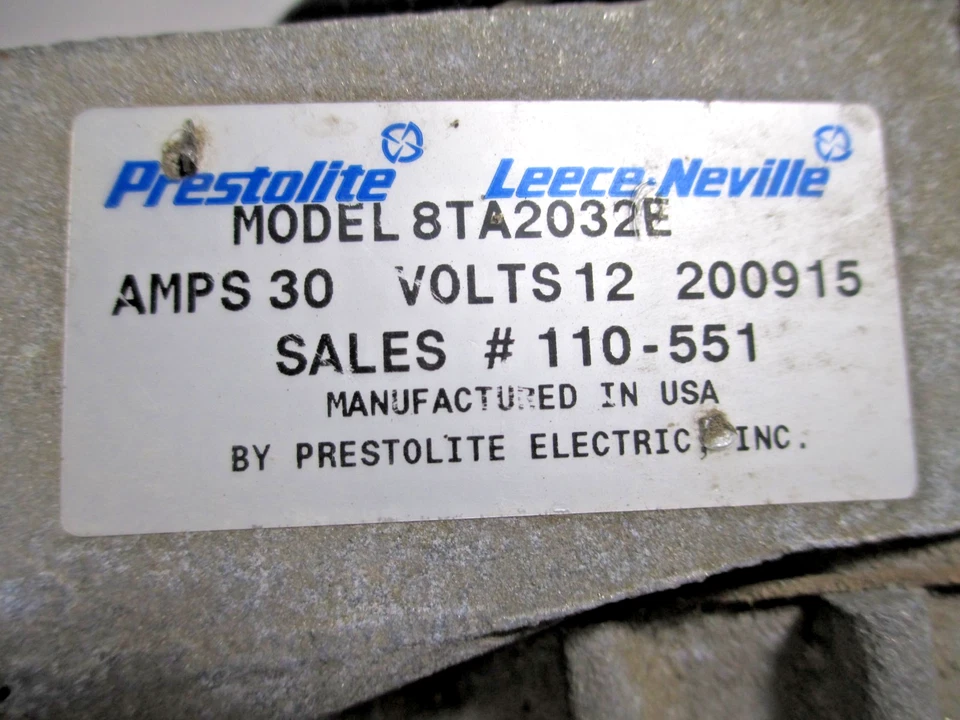 Prestolite Leece-Neville
MODEL 8TA2032E
AMPS 30 VOLTS 12 200915
SALES # 110-551
MANUFACTURED IN USA
BY PRESTOLITE ELECTRIC, INC.